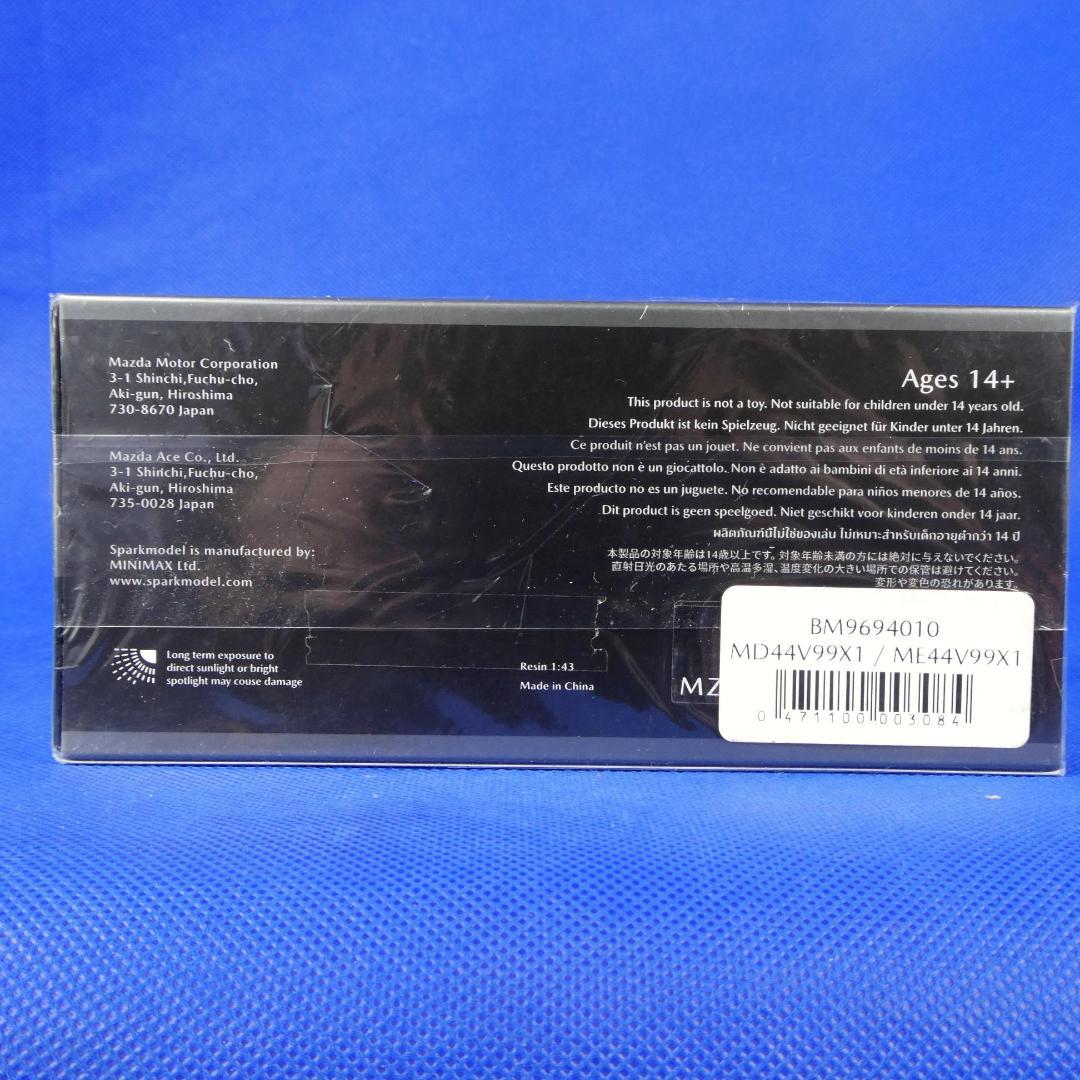 Mazda Motor Corporation
3-1 Shinchi,Fuchu-cho,
Aki-gun, Hiroshima
730-8670 Japan
Mazda Ace Co., Ltd.
3-1 Shinchi,Fuchu-cho,
Aki-gun, Hiroshima
735-0028 Japan
Sparkmodel is manufactured by:
MINIMAX Ltd.
www.sparkmodel.com
Long term exposure to
direct sunlight or bright
spotlight may couse damage
Ages 14+
This product is not a toy. Not suitable for children under 14 years old.
Dieses Produkt ist kein Spielzeug. Nicht geeignet für Kinder unter 14 Jahren.
Ce produit n'est pas un jouet. Ne convient pas aux enfants de moins de 14 ans.
Questo prodotto non è un giocattolo. Non è adatto ai bambini di età inferiore ai 14 anni.
Este producto no es un juguete. No recomendable para niños menores de 14 años.
Dit product is geen speelgoed. Niet geschikt voor kinderen onder 14 jaar.
ผลิตภัณฑ์นี้ไม่ใช่ของเล่น ไม่เหมาะสำหรับเด็กอายุต่ำกว่า 14 ปี
本製品の対象年齢は14歳以上です。対象年齢未満の方には絶対に与えないでください。
直射日光のあたる場所や高温多湿、温度変化の大きい場所での保管は避けてください。
変形や変色の恐れがあります。
Resin 1:43
Made in China
MZ
BM9694010
MD44V99X1 / ME44V99X1
0 471100 003084